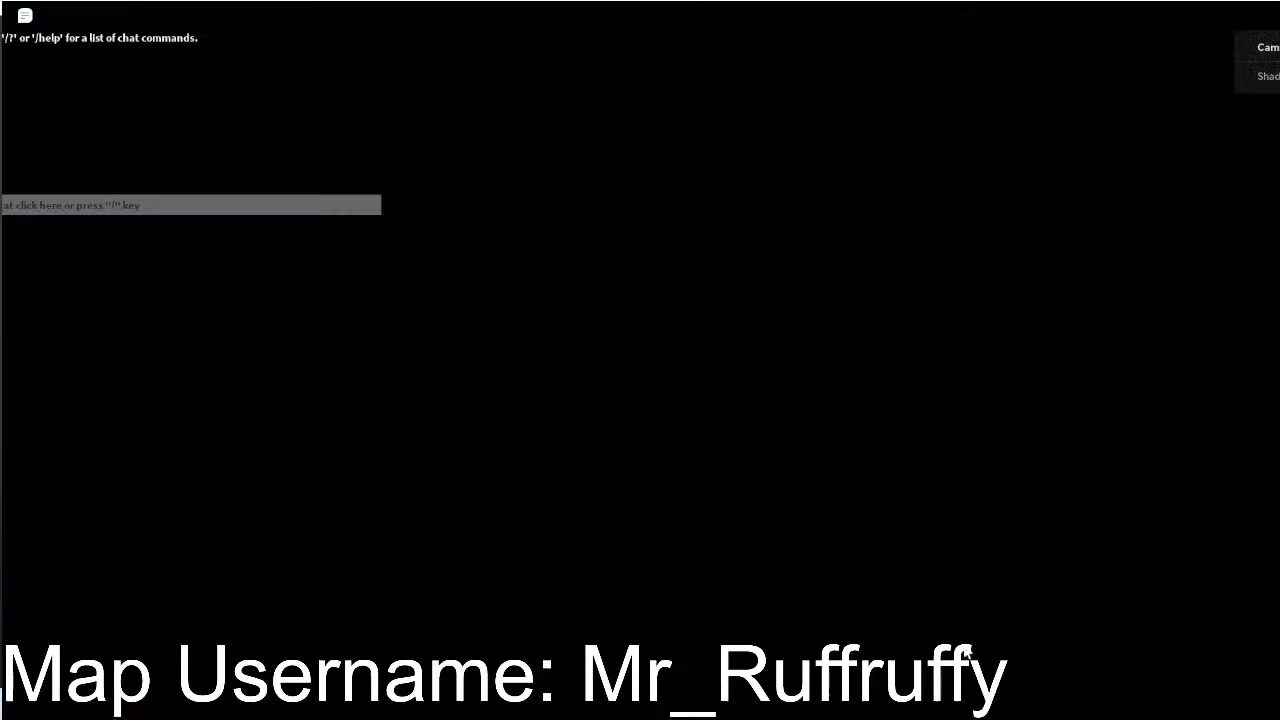 '/?' or '/help' for a list of chat commands.
Cam
Shad
at click here or press "/" key
Map Username: Mr_Ruffruffy